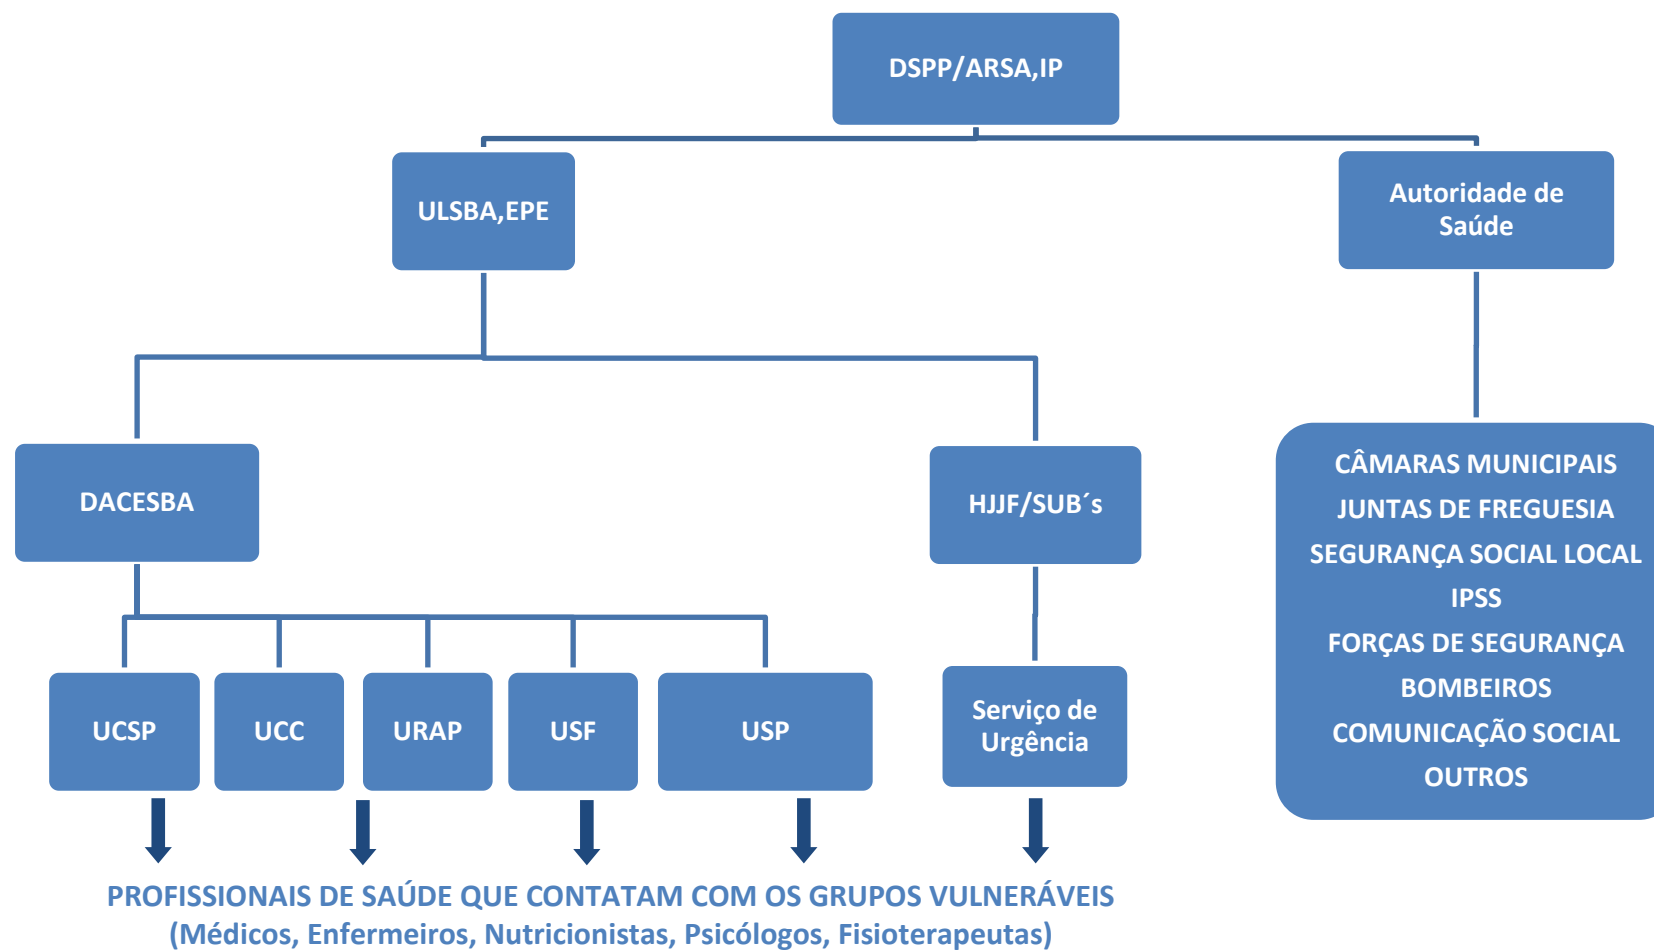 DSPP/ARSA,IP
ULSBA,EPE
Autoridade de
Saúde
DACESBA
HJJF/SUB´s
CÂMARAS MUNICIPAIS
JUNTAS DE FREGUESIA
SEGURANÇA SOCIAL LOCAL
IPSS
FORÇAS DE SEGURANÇA
BOMBEIROS
COMUNICAÇÃO SOCIAL
OUTROS
UCSP
UCC
URAP
USF
USP
Serviço de
Urgência
PROFISSIONAIS DE SAÚDE QUE CONTATAM COM OS GRUPOS VULNERÁVEIS
(Médicos, Enfermeiros, Nutricionistas, Psicólogos, Fisioterapeutas)